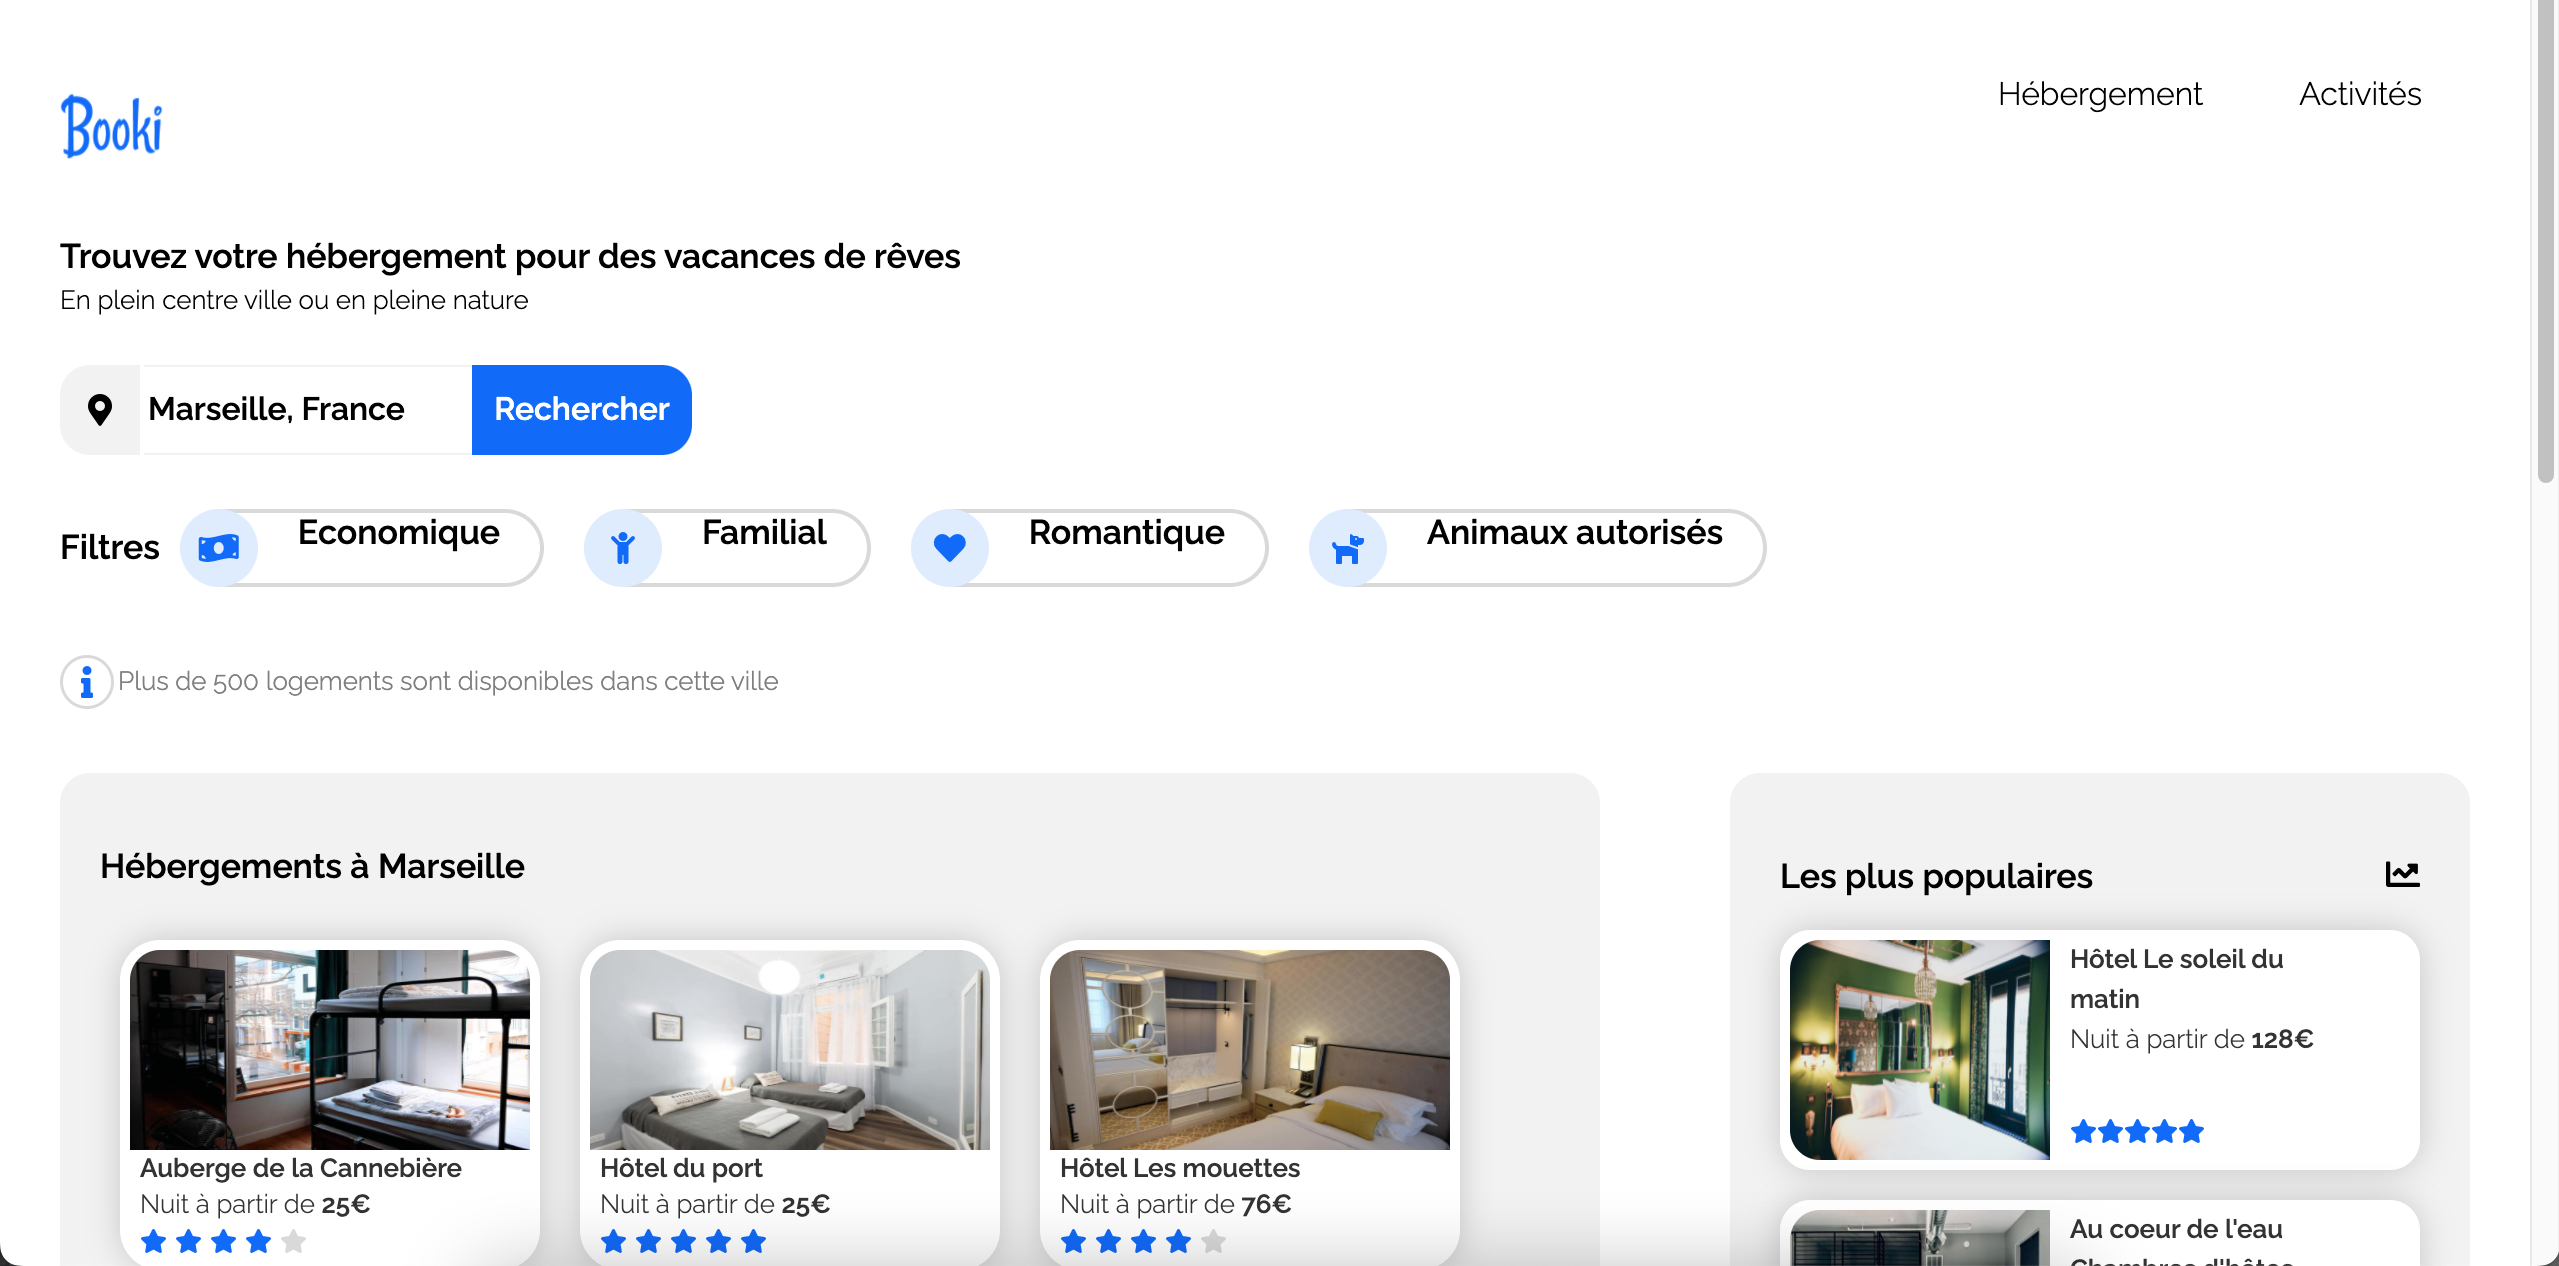 Booki
Hébergement
Activités
Trouvez votre hébergement pour des vacances de rêves
En plein centre ville ou en pleine nature
Marseille, France
Rechercher
Filtres
Economique
Familial
Romantique
Animaux autorisés
Plus de 500 logements sont disponibles dans cette ville
Hébergements à Marseille
Auberge de la Cannebière
Nuit à partir de 25€
Hôtel du port
Nuit à partir de 25€
Hôtel Les mouettes
Nuit à partir de 76€
Les plus populaires
Hôtel Le soleil du
matin
Nuit à partir de 128€
Au coeur de l'eau
Chambres d'hôtes